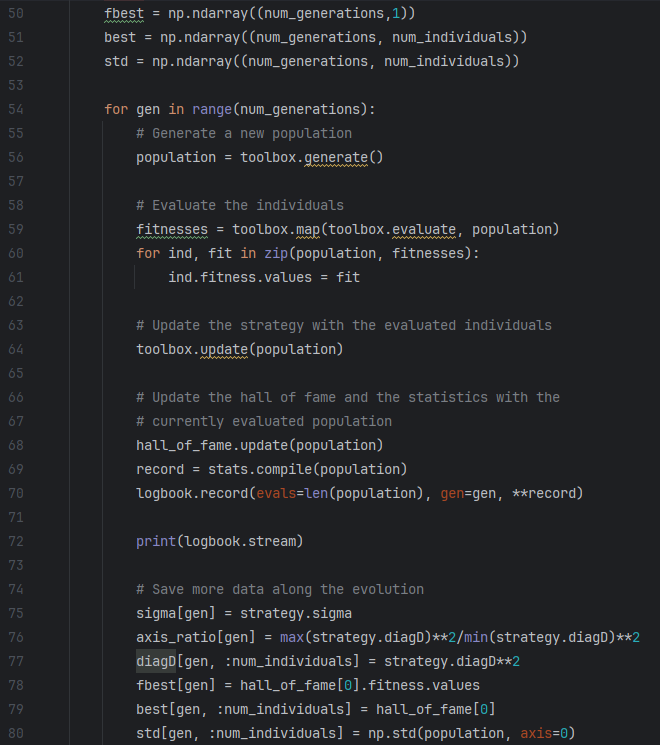 50 fbest = np.ndarray((num_generations,1))
51 best = np.ndarray((num_generations, num_individuals))
52 std = np.ndarray((num_generations, num_individuals))
53
54 for gen in range(num_generations):
55 # Generate a new population
56 population = toolbox.generate()
57
58 # Evaluate the individuals
59 fitnesses = toolbox.map(toolbox.evaluate, population)
60 for ind, fit in zip(population, fitnesses):
61 ind.fitness.values = fit
62
63 # Update the strategy with the evaluated individuals
64 toolbox.update(population)
65
66 # Update the hall of fame and the statistics with the
67 # currently evaluated population
68 hall_of_fame.update(population)
69 record = stats.compile(population)
70 logbook.record(evals=len(population), gen=gen, **record)
71
72 print(logbook.stream)
73
74 # Save more data along the evolution
75 sigma[gen] = strategy.sigma
76 axis_ratio[gen] = max(strategy.diagD)**2/min(strategy.diagD)**2
77 diagD[gen, :num_individuals] = strategy.diagD**2
78 fbest[gen] = hall_of_fame[0].fitness.values
79 best[gen, :num_individuals] = hall_of_fame[0]
80 std[gen, :num_individuals] = np.std(population, axis=0)